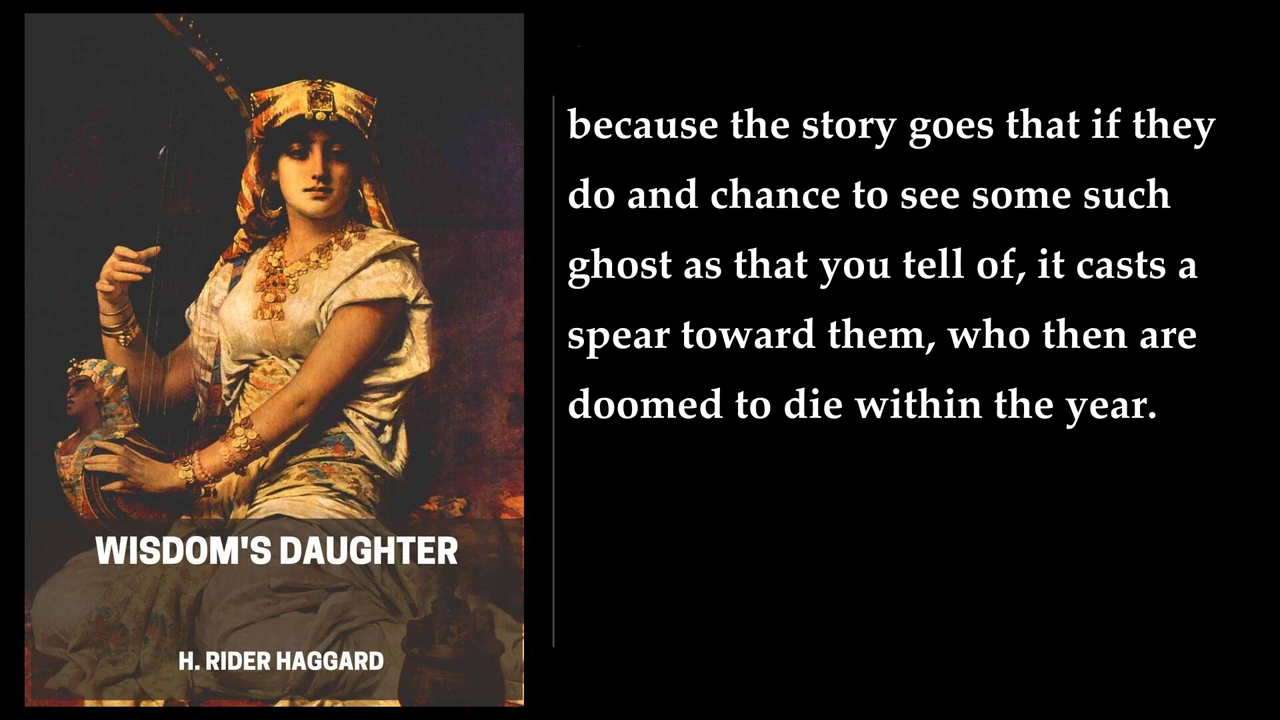 because the story goes that if they
do and chance to see some such
ghost as that you tell of, it casts a
spear toward them, who then are
doomed to die within the year.
WISDOM'S DAUGHTER
H. RIDER HAGGARD